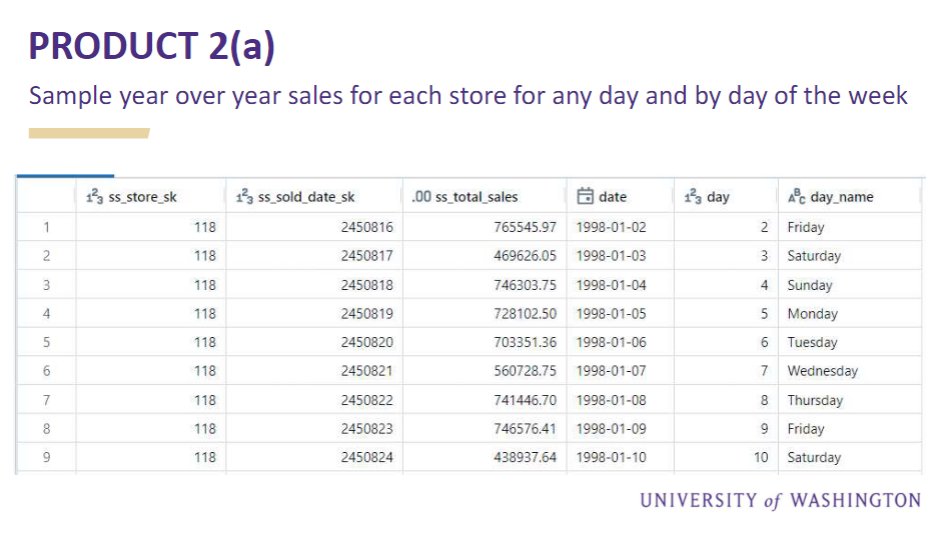 PRODUCT 2(a)
Sample year over year sales for each store for any day and by day of the week
1²3 ss_store_sk 1²3 ss_sold_date_sk .00 ss_total_sales date 1²3 day ABC day_name
1 118 2450816 765545.97 1998-01-02 2 Friday
2 118 2450817 469626.05 1998-01-03 3 Saturday
3 118 2450818 746303.75 1998-01-04 4 Sunday
4 118 2450819 728102.50 1998-01-05 5 Monday
5 118 2450820 703351.36 1998-01-06 6 Tuesday
6 118 2450821 560728.75 1998-01-07 7 Wednesday
7 118 2450822 741446.70 1998-01-08 8 Thursday
8 118 2450823 746576.41 1998-01-09 9 Friday
9 118 2450824 438937.64 1998-01-10 10 Saturday
UNIVERSITY of WASHINGTON